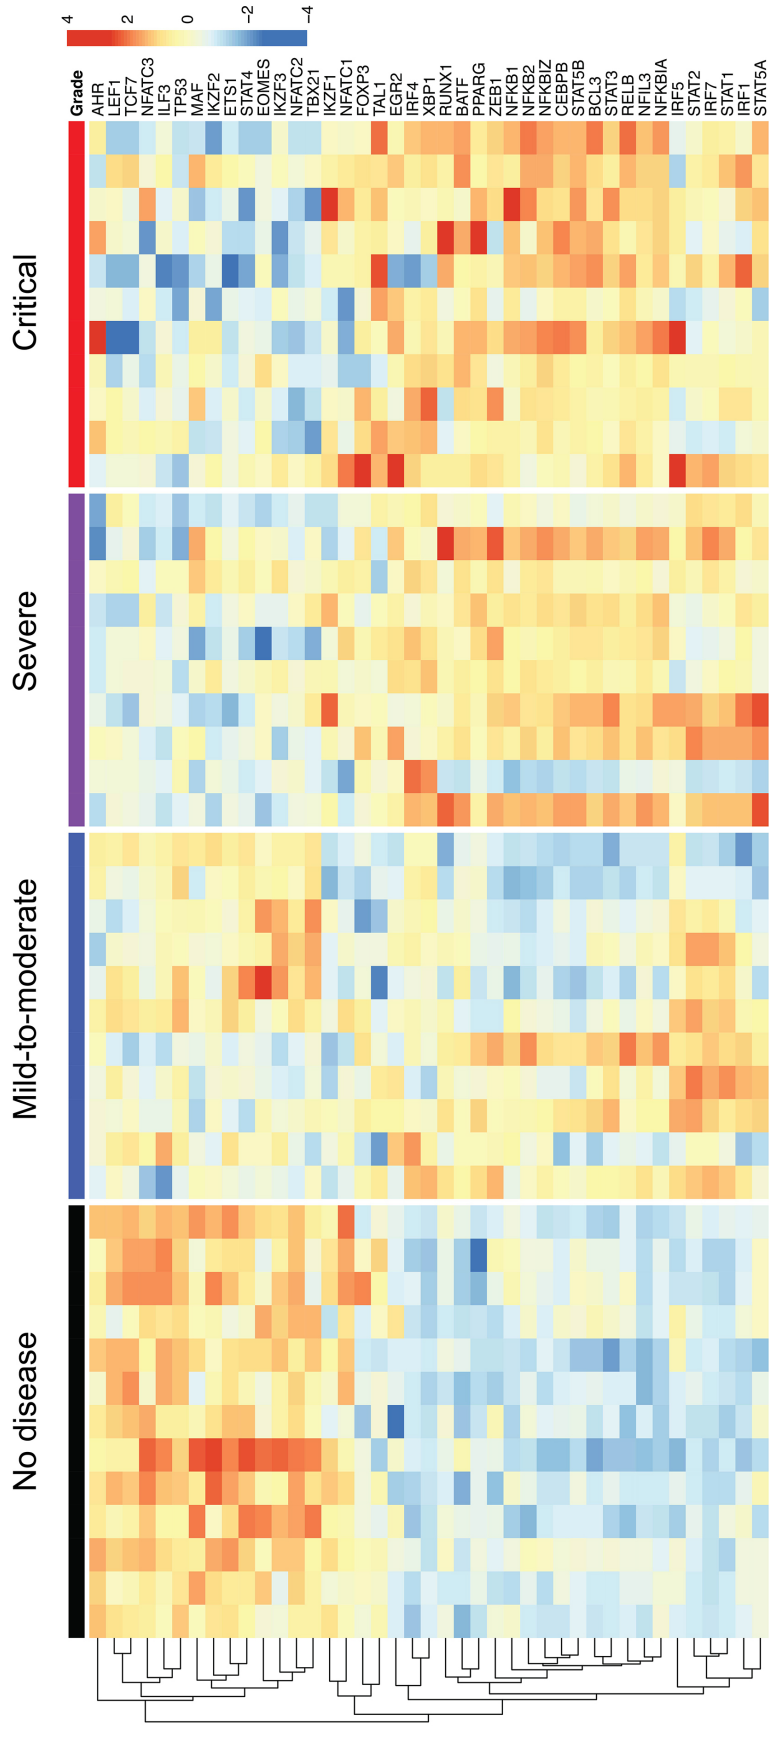 4
2
0
−2
−4
Grade
AHR
LEF1
TCF7
NFATC3
ILF3
TP53
MAF
IKZF2
ETS1
STAT4
EOMES
IKZF3
NFATC2
TBX21
IKZF1
NFATC1
FOXP3
TAL1
EGR2
IRF4
XBP1
RUNX1
BATF
PPARG
ZEB1
NFKB1
NFKB2
NFKBIZ
CEBPB
STAT5B
BCL3
STAT3
RELB
NFIL3
NFKBIA
IRF5
STAT2
IRF7
STAT1
IRF1
STAT5A
Critical
Severe
Mild-to-moderate
No disease